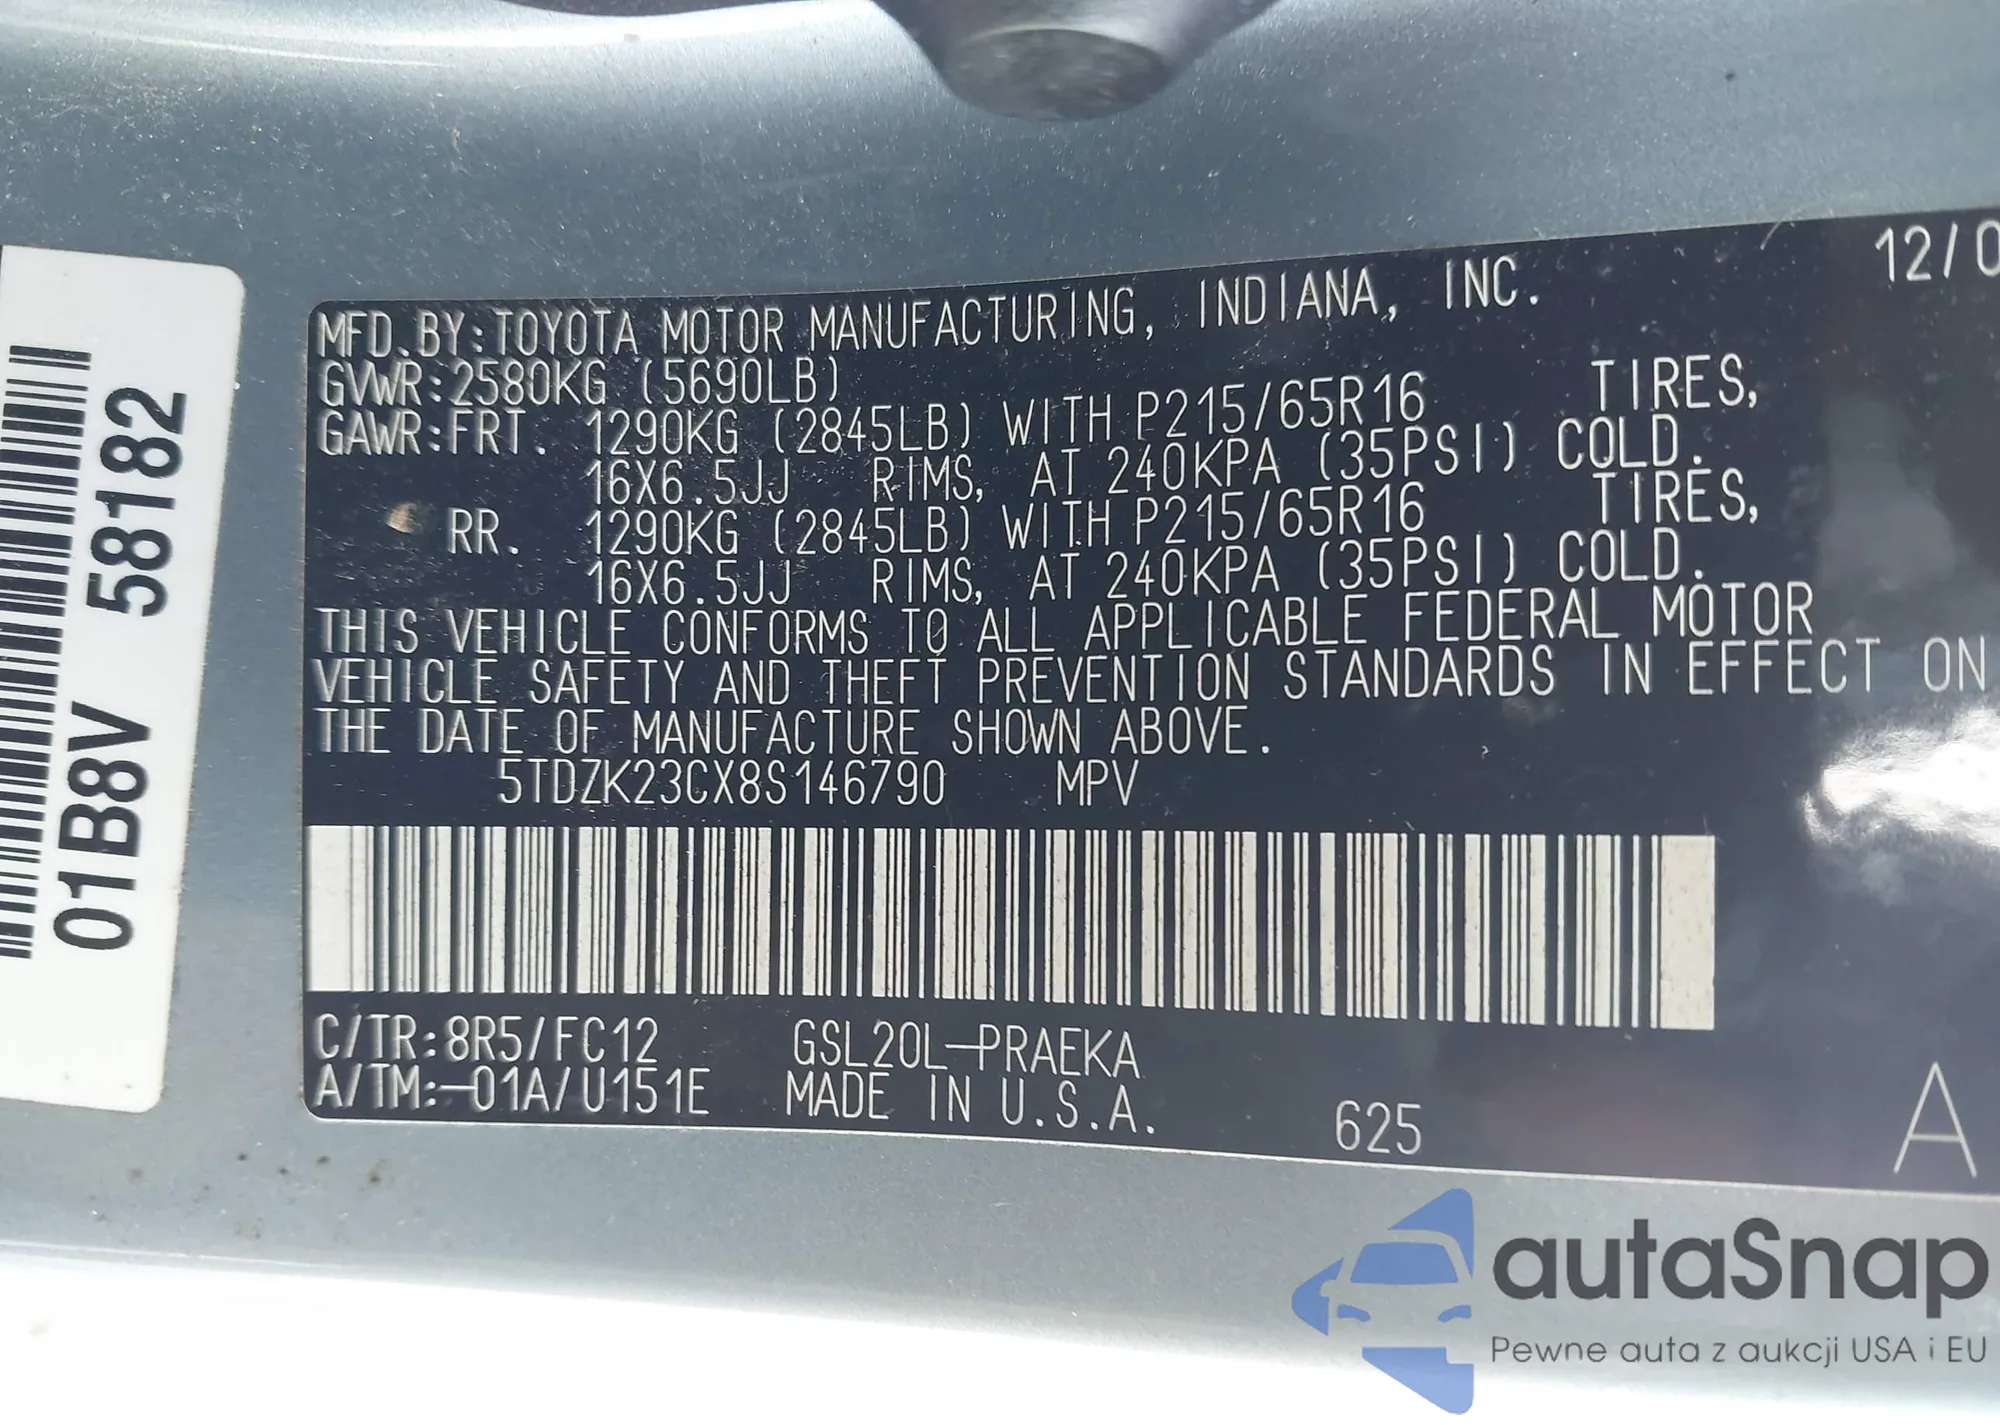 12/0
MFD.BY:TOYOTA MOTOR MANUFACTURING, INDIANA, INC.
GVWR:2580KG (5690LB)
GAWR:FRT. 1290KG (2845LB) WITH P215/65R16 TIRES,
16X6.5JJ RIMS, AT 240KPA (35PSI) COLD.
RR. 1290KG (2845LB) WITH P215/65R16 TIRES,
16X6.5JJ RIMS, AT 240KPA (35PSI) COLD.
THIS VEHICLE CONFORMS TO ALL APPLICABLE FEDERAL MOTOR
VEHICLE SAFETY AND THEFT PREVENTION STANDARDS IN EFFECT ON
THE DATE OF MANUFACTURE SHOWN ABOVE.
5TDZK23CX8S146790 MPV
C/TR:8R5/FC12 GSL20L-PRAEKA
A/TM:-01A/U151E MADE IN U.S.A. 625 A
01B8V 58182
autaSnap
Pewne auta z aukcji USA i EU